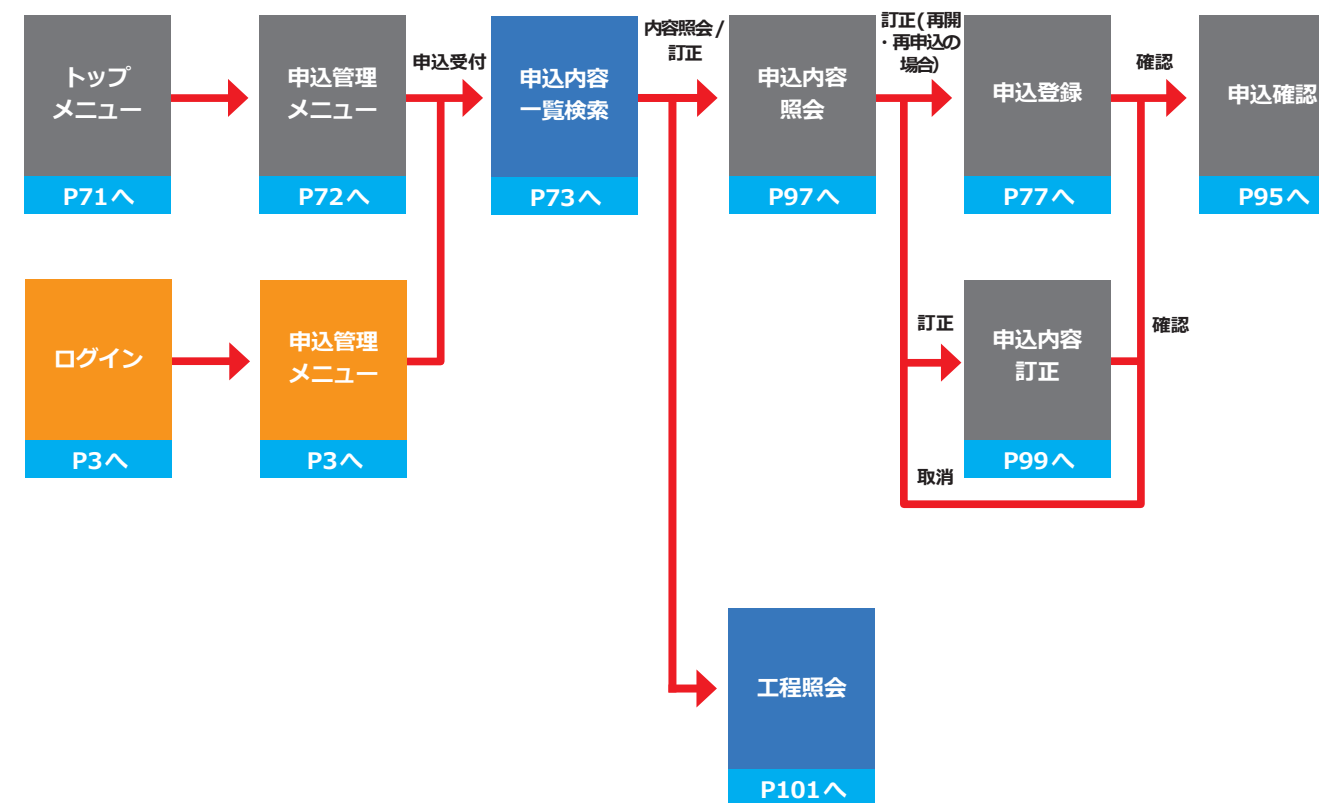 トップ
メニュー
P71へ
申込管理
メニュー
P72へ
申込受付
申込内容
一覧検索
P73へ
内容照会 /
訂正
申込内容
照会
P97へ
訂正( 再開
・再申込の
場合)
申込登録
P77へ
確認
申込確認
P95へ
ログイン
P3へ
申込管理
メニュー
P3へ
訂正
申込内容
訂正
P99へ
確認
取消
工程照会
P101へ